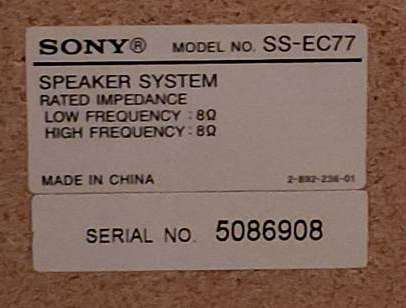 SONY® MODEL NO. SS-EC77
SPEAKER SYSTEM
RATED IMPEDANCE
LOW FREQUENCY : 8Ω
HIGH FREQUENCY : 8Ω
MADE IN CHINA 2-892-236-01
SERIAL NO. 5086908